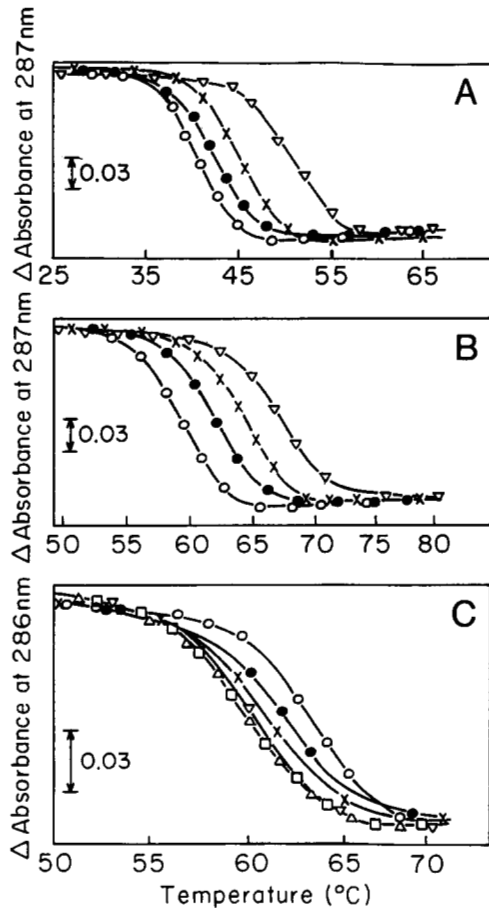 Δ Absorbance at 287nm
A
0.03
25 35 45 55 65
Δ Absorbance at 287nm
B
0.03
50 55 60 65 70 75 80
Δ Absorbance at 286nm
C
0.03
50 55 60 65 70
Temperature (°C)